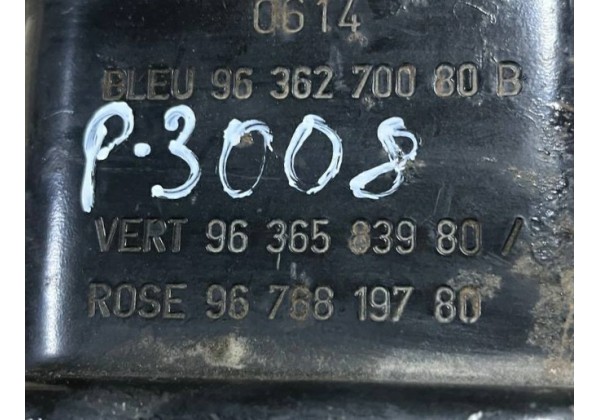 0614
BLEU 96 362 700 80 B
P-3008
VERT 96 365 839 80 /
ROSE 96 768 197 80